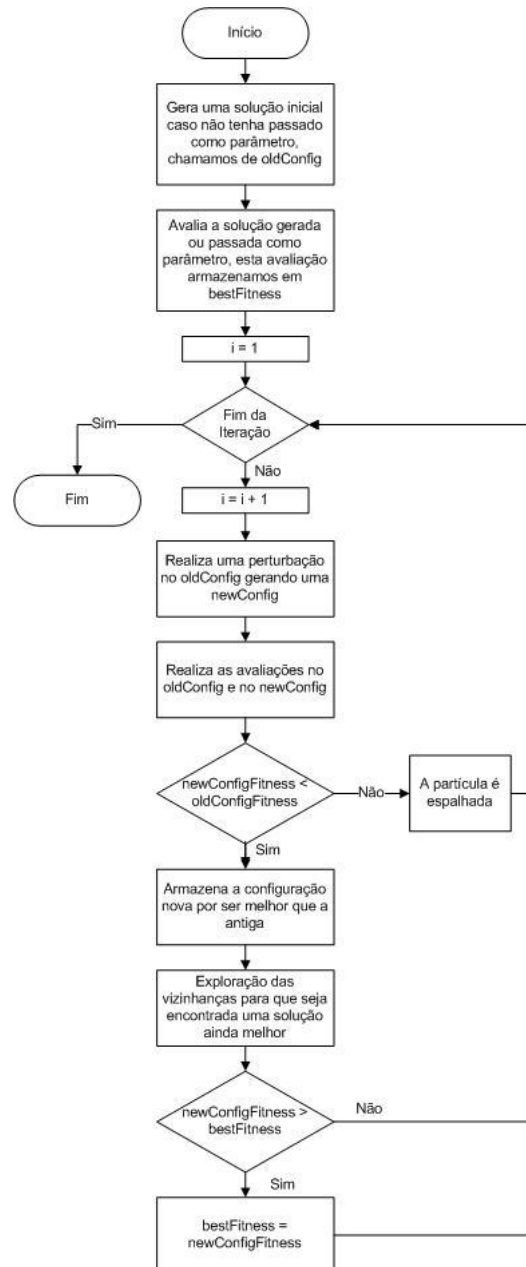 Início
Gera uma solução inicial
caso não tenha passado
como parâmetro,
chamamos de oldConfig
Avalia a solução gerada
ou passada como
parâmetro, esta avaliação
armazenamos em
bestFitness
i = 1
Fim da
Iteração
Sim
Fim
Não
i = i + 1
Realiza uma perturbação
no oldConfig gerando uma
newConfig
Realiza as avaliações no
oldConfig e no newConfig
newConfigFitness <
oldConfigFitness
Não
A partícula é
espalhada
Sim
Armazena a configuração
nova por ser melhor que a
antiga
Exploração das
vizinhanças para que seja
encontrada uma solução
ainda melhor
newConfigFitness >
bestFitness
Não
Sim
bestFitness =
newConfigFitness